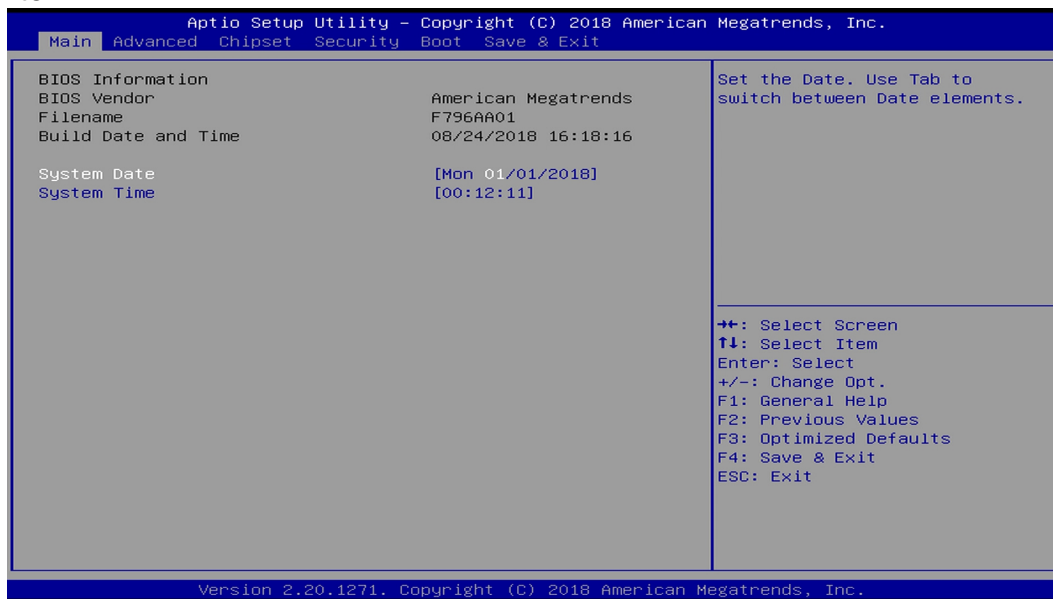 Aptio Setup Utility – Copyright (C) 2018 American Megatrends, Inc.
Main Advanced Chipset Security Boot Save & Exit
BIOS Information
BIOS Vendor American Megatrends
Filename F796AA01
Build Date and Time 08/24/2018 16:18:16
System Date [Mon 01/01/2018]
System Time [00:12:11]
Set the Date. Use Tab to
switch between Date elements.
→←: Select Screen
↑↓: Select Item
Enter: Select
+/-: Change Opt.
F1: General Help
F2: Previous Values
F3: Optimized Defaults
F4: Save & Exit
ESC: Exit
Version 2.20.1271. Copyright (C) 2018 American Megatrends, Inc.